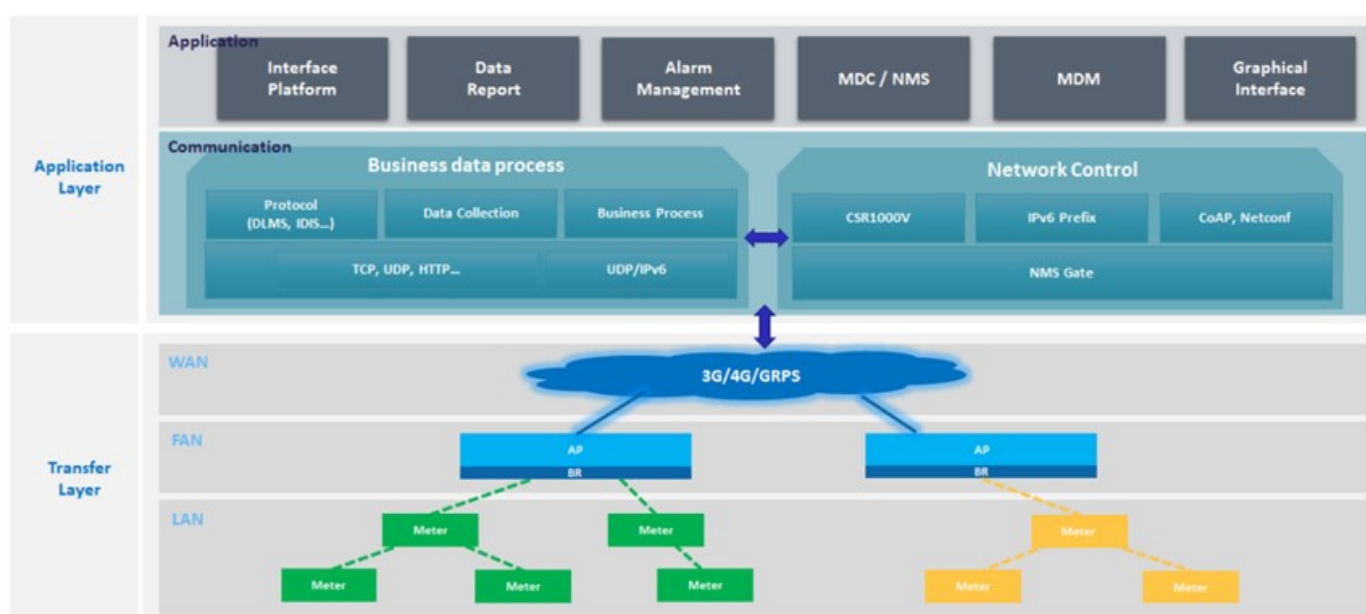 Application
Interface
Platform
Data
Report
Alarm
Management
MDC / NMS
MDM
Graphical
Interface
Application
Layer
Communication
Business data process
Protocol
(DLMS, IDIS...)
Data Collection
Business Process
TCP, UDP, HTTP...
UDP/IPv6
Network Control
CSR1000V
IPv6 Prefix
CoAP, Netconf
NMS Gate
Transfer
Layer
WAN
3G/4G/GRPS
FAN
AP
BR
AP
BR
LAN
Meter
Meter
Meter
Meter
Meter
Meter
Meter
Meter